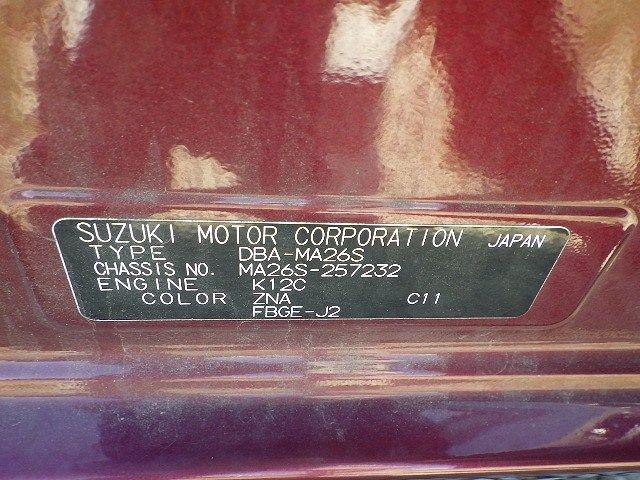 SUZUKI MOTOR CORPORATION JAPAN
TYPE DBA-MA26S
CHASSIS NO. MA26S-257232
ENGINE K12C
COLOR ZNA C11
FBGE-J2